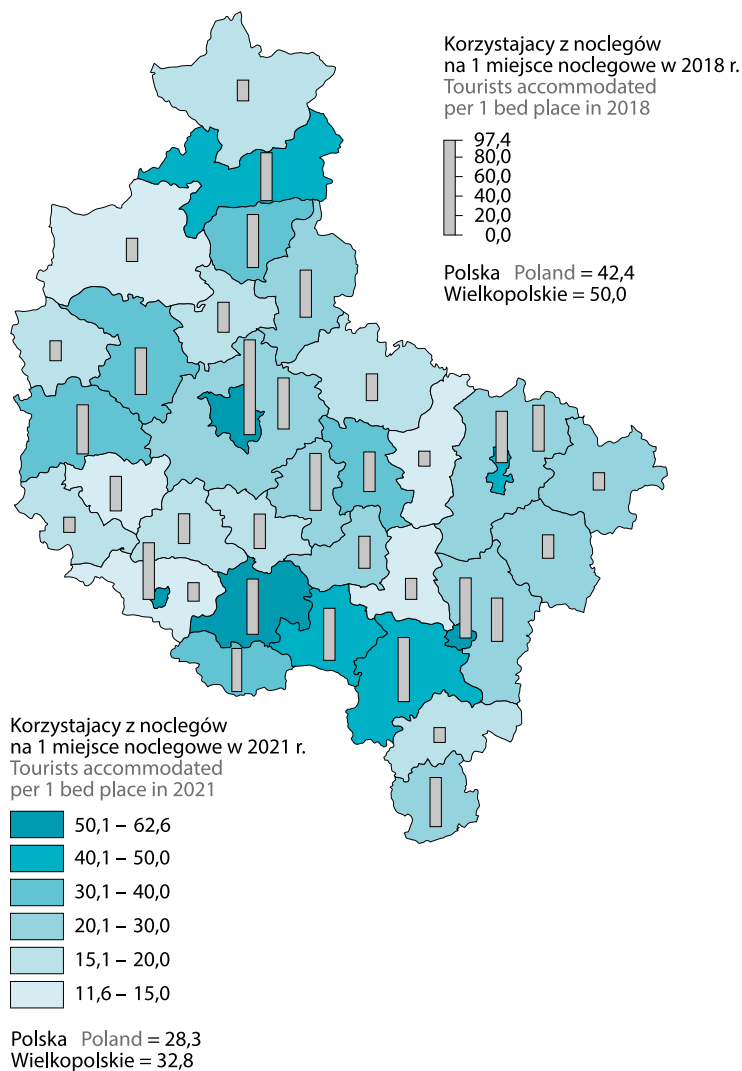 Korzystajacy z noclegów
na 1 miejsce noclegowe w 2018 r.
Tourists accommodated
per 1 bed place in 2018
97,4
80,0
60,0
40,0
20,0
0,0
Polska Poland = 42,4
Wielkopolskie = 50,0
Korzystajacy z noclegów
na 1 miejsce noclegowe w 2021 r.
Tourists accommodated
per 1 bed place in 2021
50,1 – 62,6
40,1 – 50,0
30,1 – 40,0
20,1 – 30,0
15,1 – 20,0
11,6 – 15,0
Polska Poland = 28,3
Wielkopolskie = 32,8